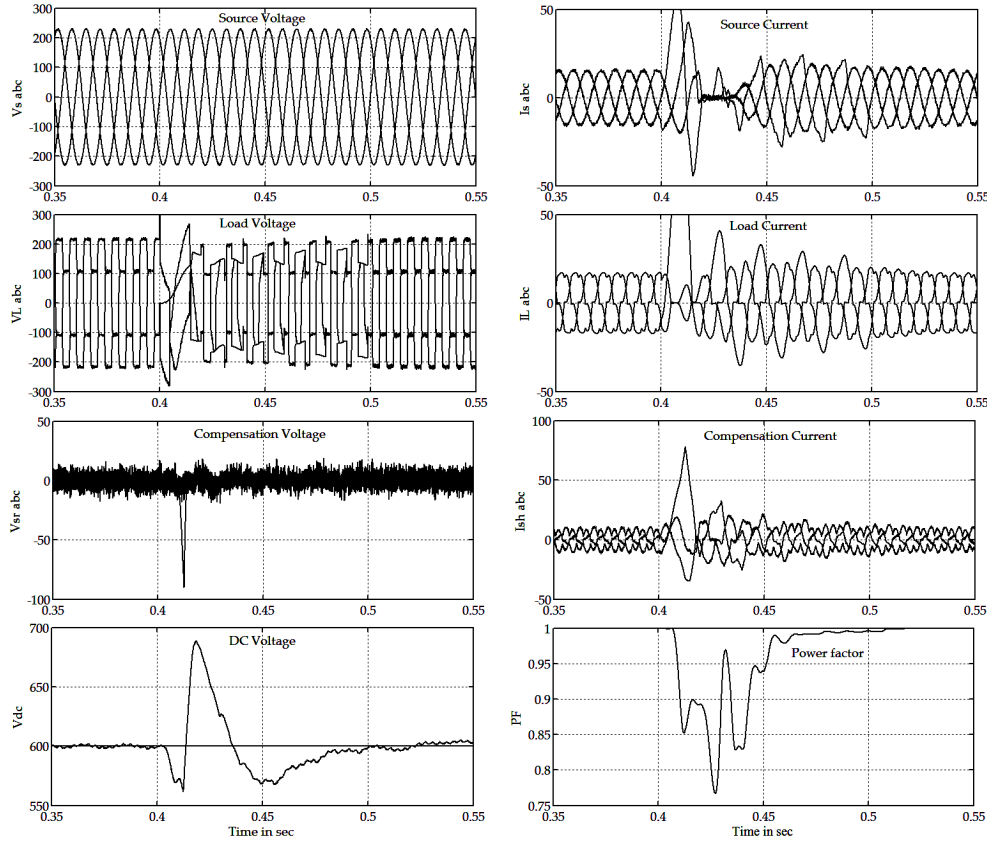 Source Voltage
Vs abc
300
200
100
0
-100
-200
-300
0.35 0.4 0.45 0.5 0.55
Source Current
Is abc
50
0
-50
0.35 0.4 0.45 0.5 0.55
Load Voltage
VL abc
300
200
100
0
-100
-200
-300
0.35 0.4 0.45 0.5 0.55
Load Current
IL abc
50
0
-50
0.35 0.4 0.45 0.5 0.55
Compensation Voltage
Vsr abc
50
0
-50
-100
0.35 0.4 0.45 0.5 0.55
Compensation Current
Ish abc
100
50
0
-50
0.35 0.4 0.45 0.5 0.55
DC Voltage
Vdc
700
650
600
550
0.35 0.4 0.45 0.5 0.55
Time in sec
Power factor
PF
1
0.95
0.9
0.85
0.8
0.75
0.35 0.4 0.45 0.5 0.55
Time in sec